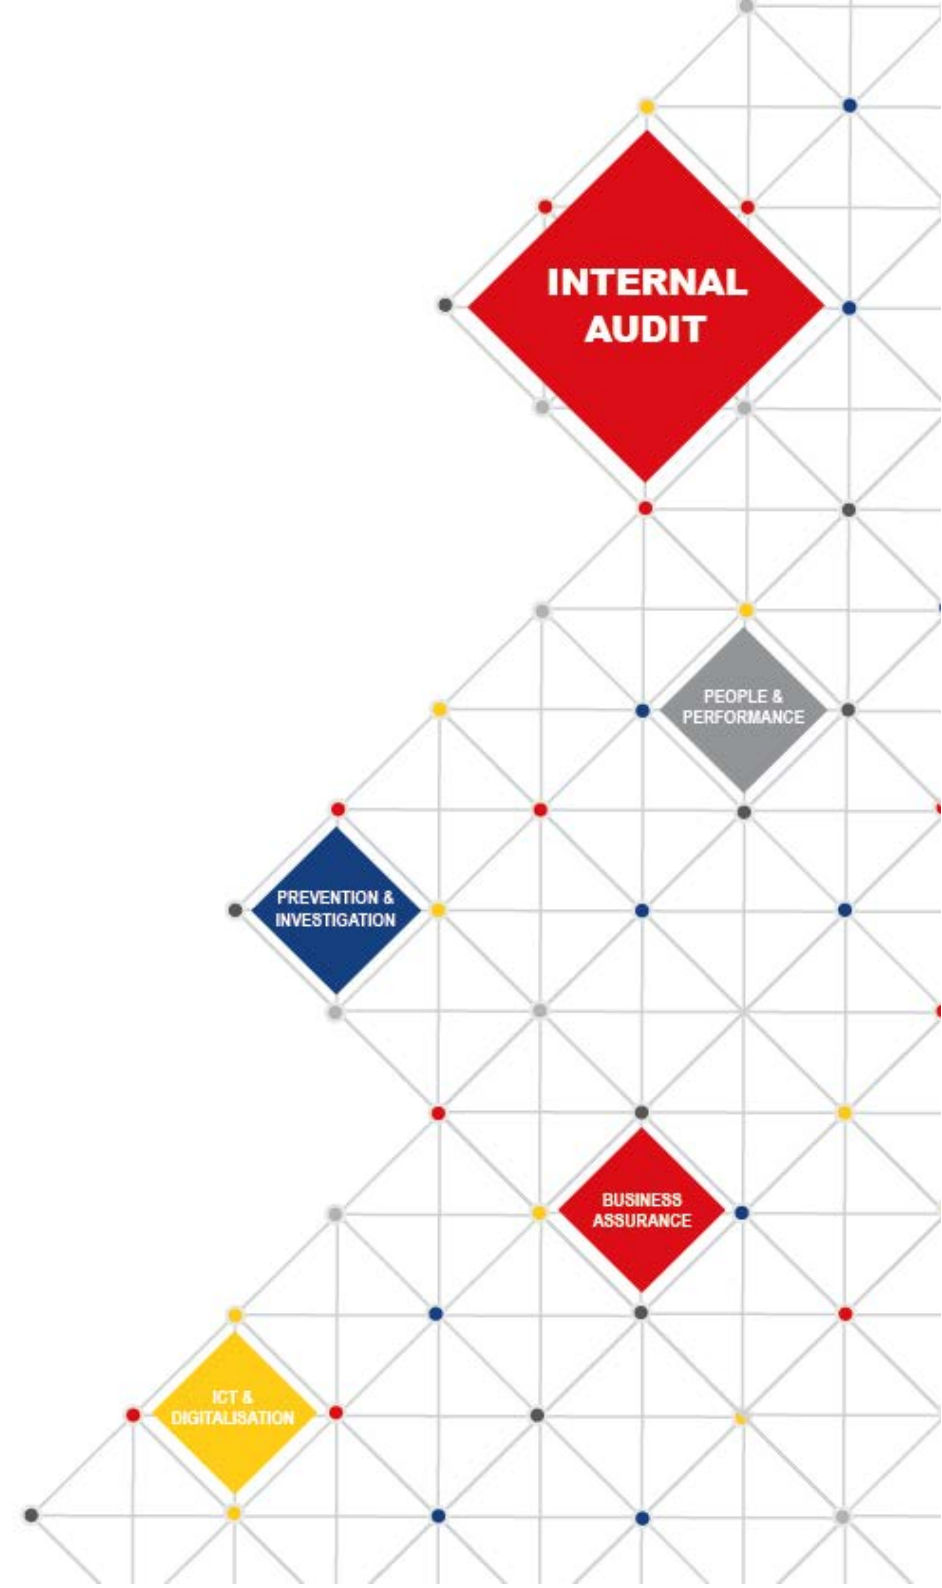 INTERNAL
AUDIT
PEOPLE &
PERFORMANCE
PREVENTION &
INVESTIGATION
BUSINESS
ASSURANCE
ICT &
DIGITALISATION